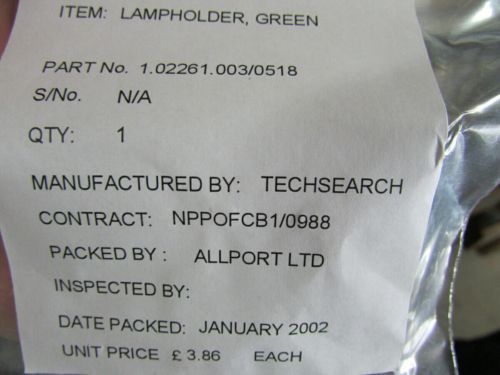 ITEM: LAMPHOLDER, GREEN
PART No. 1.02261.003/0518
S/No. N/A
QTY: 1
MANUFACTURED BY: TECHSEARCH
CONTRACT: NPPOFCB1/0988
PACKED BY : ALLPORT LTD
INSPECTED BY:
DATE PACKED: JANUARY 2002
UNIT PRICE £ 3.86 EACH